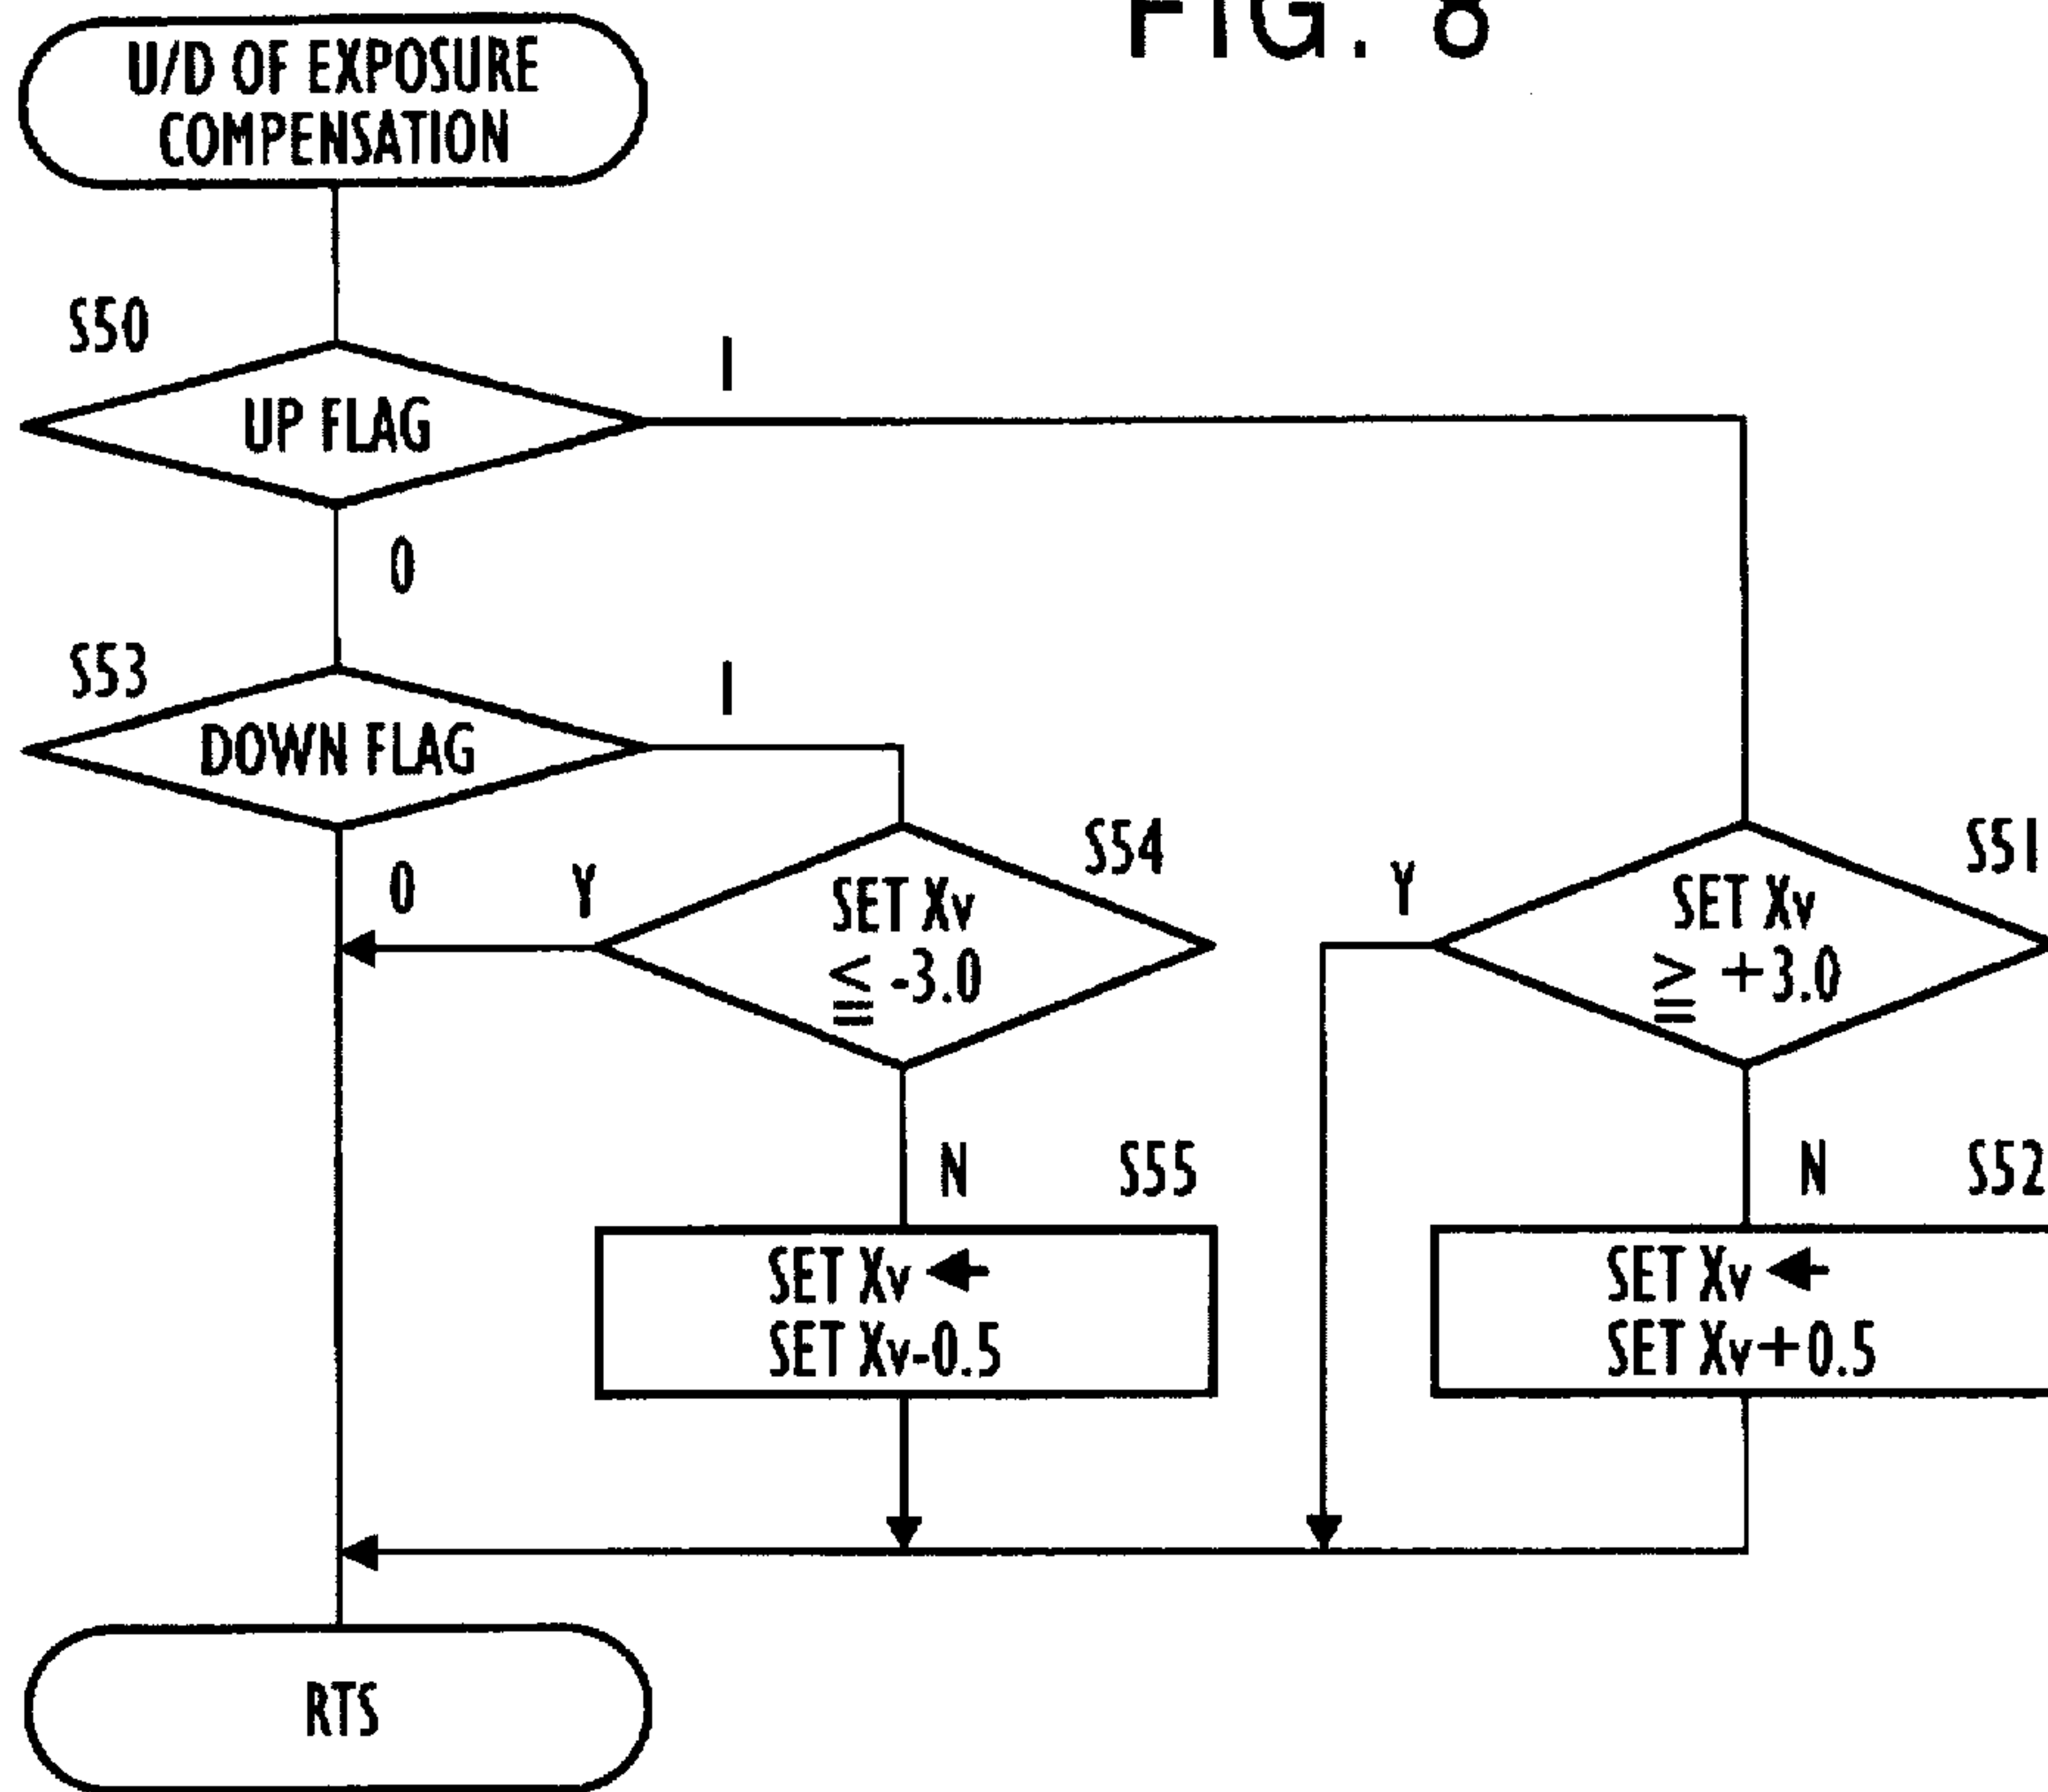 FIG. 8
U/D OF EXPOSURE
COMPENSATION
S50
UP FLAG
1
0
S53
DOWN FLAG
1
0
S54
SET Xv
≦ -3.0
Y
N
S55
SET Xv ←
SET Xv-0.5
S51
SET Xv
≧ +3.0
Y
N
S52
SET Xv ←
SET Xv+0.5
RTS